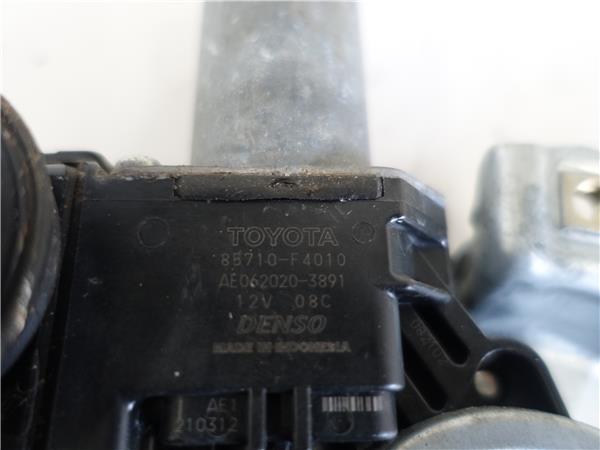 TOYOTA
85710-F4010
AE062020-3891
12V 08C
DENSO
MADE IN INDONESIA
AE1
210312